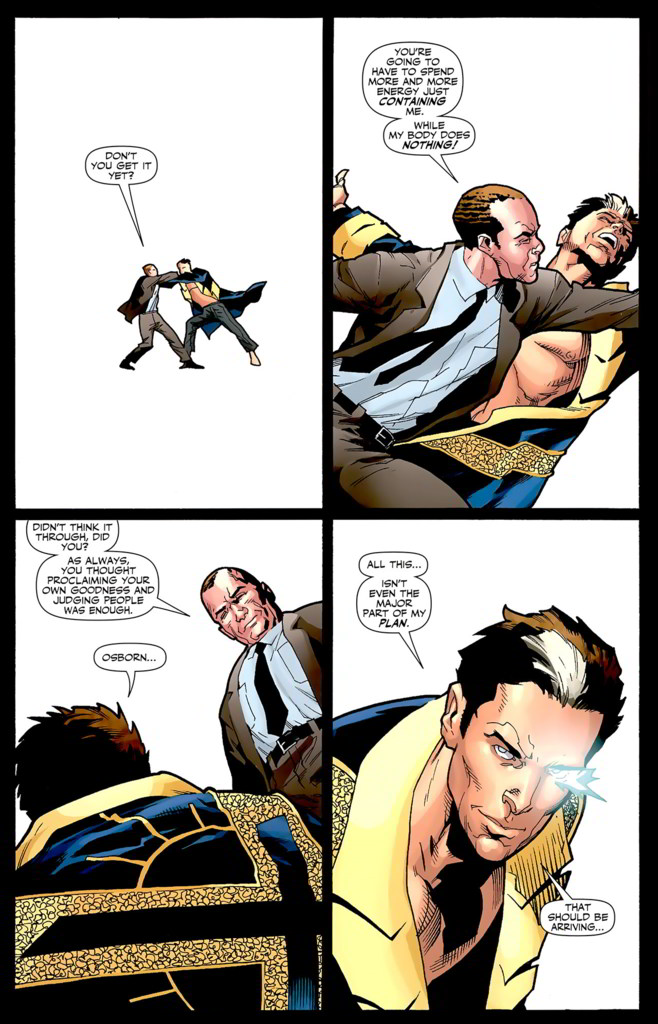 DON'T
YOU GET IT
YET?
YOU'RE
GOING TO
HAVE TO SPEND
MORE AND MORE
ENERGY JUST
CONTAINING
ME.
WHILE
MY BODY DOES
NOTHING!
DIDN'T THINK IT
THROUGH, DID
YOU?
AS ALWAYS,
YOU THOUGHT
PROCLAIMING YOUR
OWN GOODNESS AND
JUDGING PEOPLE
WAS ENOUGH.
OSBORN...
ALL THIS...
ISN'T
EVEN THE
MAJOR
PART OF MY
PLAN.
THAT
SHOULD BE
ARRIVING...